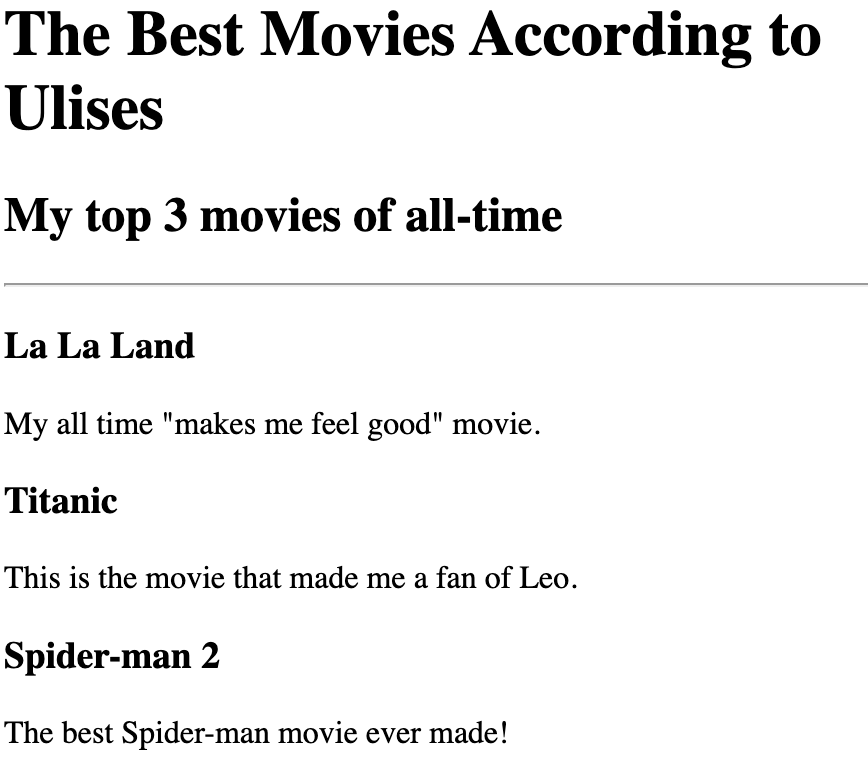 The Best Movies According to
Ulises
My top 3 movies of all-time
La La Land
My all time "makes me feel good" movie.
Titanic
This is the movie that made me a fan of Leo.
Spider-man 2
The best Spider-man movie ever made!